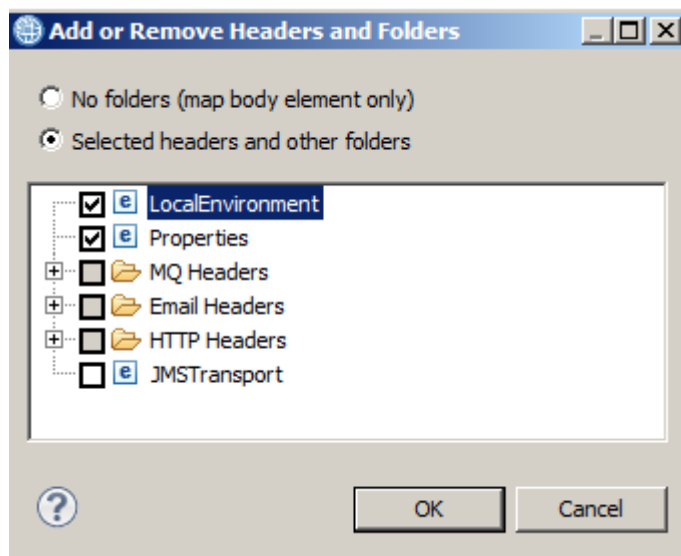 Add or Remove Headers and Folders
No folders (map body element only)
Selected headers and other folders
LocalEnvironment
Properties
MQ Headers
Email Headers
HTTP Headers
JMSTransport
OK
Cancel